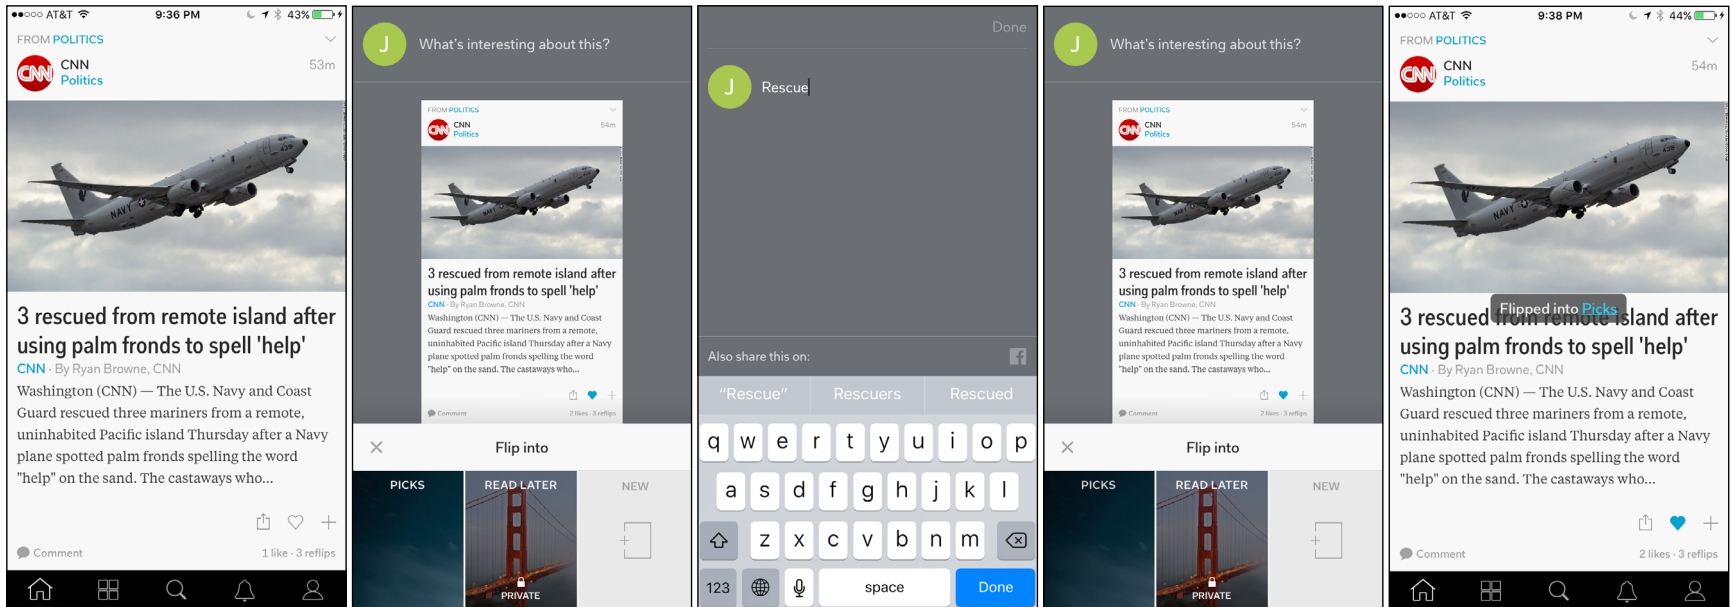 AT&T
9:36 PM
43%
FROM POLITICS
CNN
CNN
Politics
53m
NAVY
3 rescued from remote island after
using palm fronds to spell 'help'
CNN · By Ryan Browne, CNN
Washington (CNN) — The U.S. Navy and Coast
Guard rescued three mariners from a remote,
uninhabited Pacific island Thursday after a Navy
plane spotted palm fronds spelling the word
"help" on the sand. The castaways who...
Comment
1 like · 3 reflips
J
What's interesting about this?
FROM POLITICS
CNN
CNN
Politics
54m
NAVY
3 rescued from remote island after
using palm fronds to spell 'help'
CNN · By Ryan Browne, CNN
Washington (CNN) — The U.S. Navy and Coast
Guard rescued three mariners from a remote,
uninhabited Pacific island Thursday after a Navy
plane spotted palm fronds spelling the word
"help" on the sand. The castaways who...
Comment
2 likes · 3 reflips
Flip into
PICKS
READ LATER
NEW
PRIVATE
Done
J
Rescue
Also share this on:
"Rescue"
Rescuers
Rescued
q w e r t y u i o p
a s d f g h j k l
z x c v b n m
123
space
Done
J
What's interesting about this?
FROM POLITICS
CNN
CNN
Politics
54m
NAVY
3 rescued from remote island after
using palm fronds to spell 'help'
CNN · By Ryan Browne, CNN
Washington (CNN) — The U.S. Navy and Coast
Guard rescued three mariners from a remote,
uninhabited Pacific island Thursday after a Navy
plane spotted palm fronds spelling the word
"help" on the sand. The castaways who...
Comment
2 likes · 3 reflips
Flip into
PICKS
READ LATER
NEW
PRIVATE
AT&T
9:38 PM
44%
FROM POLITICS
CNN
CNN
Politics
54m
NAVY
Flipped into Picks
3 rescued from remote island after
using palm fronds to spell 'help'
CNN · By Ryan Browne, CNN
Washington (CNN) — The U.S. Navy and Coast
Guard rescued three mariners from a remote,
uninhabited Pacific island Thursday after a Navy
plane spotted palm fronds spelling the word
"help" on the sand. The castaways who...
Comment
2 likes · 3 reflips